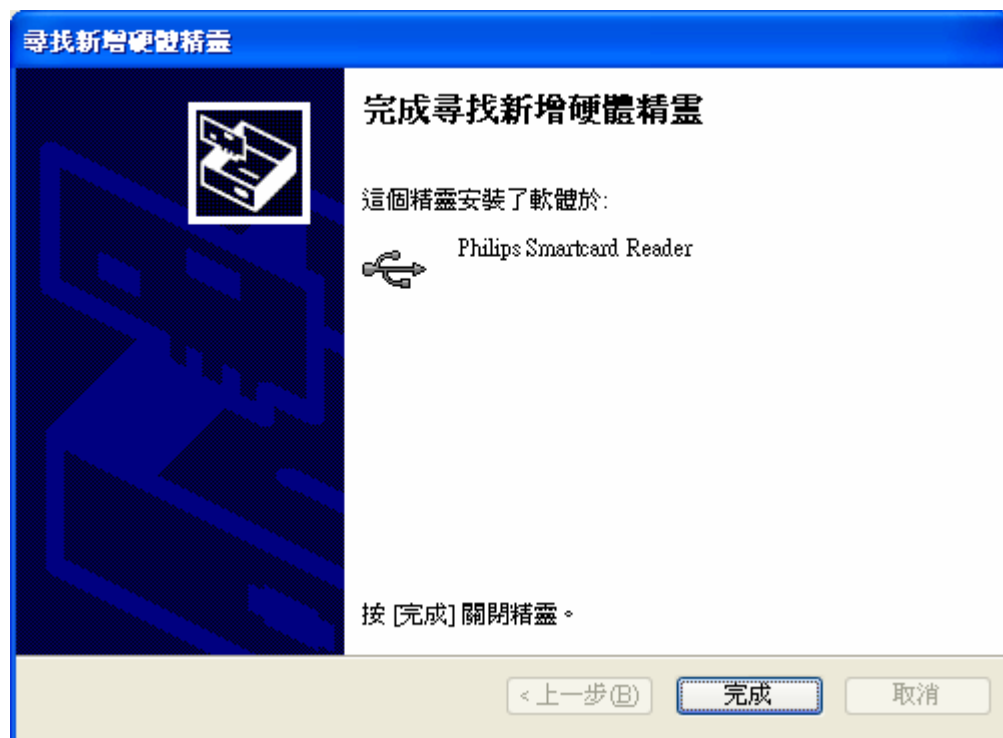 尋找新增硬體精靈
完成尋找新增硬體精靈
這個精靈安裝了軟體於:
Philips Smartcard Reader
按 [完成] 關閉精靈。
< 上一步(B)
完成
取消